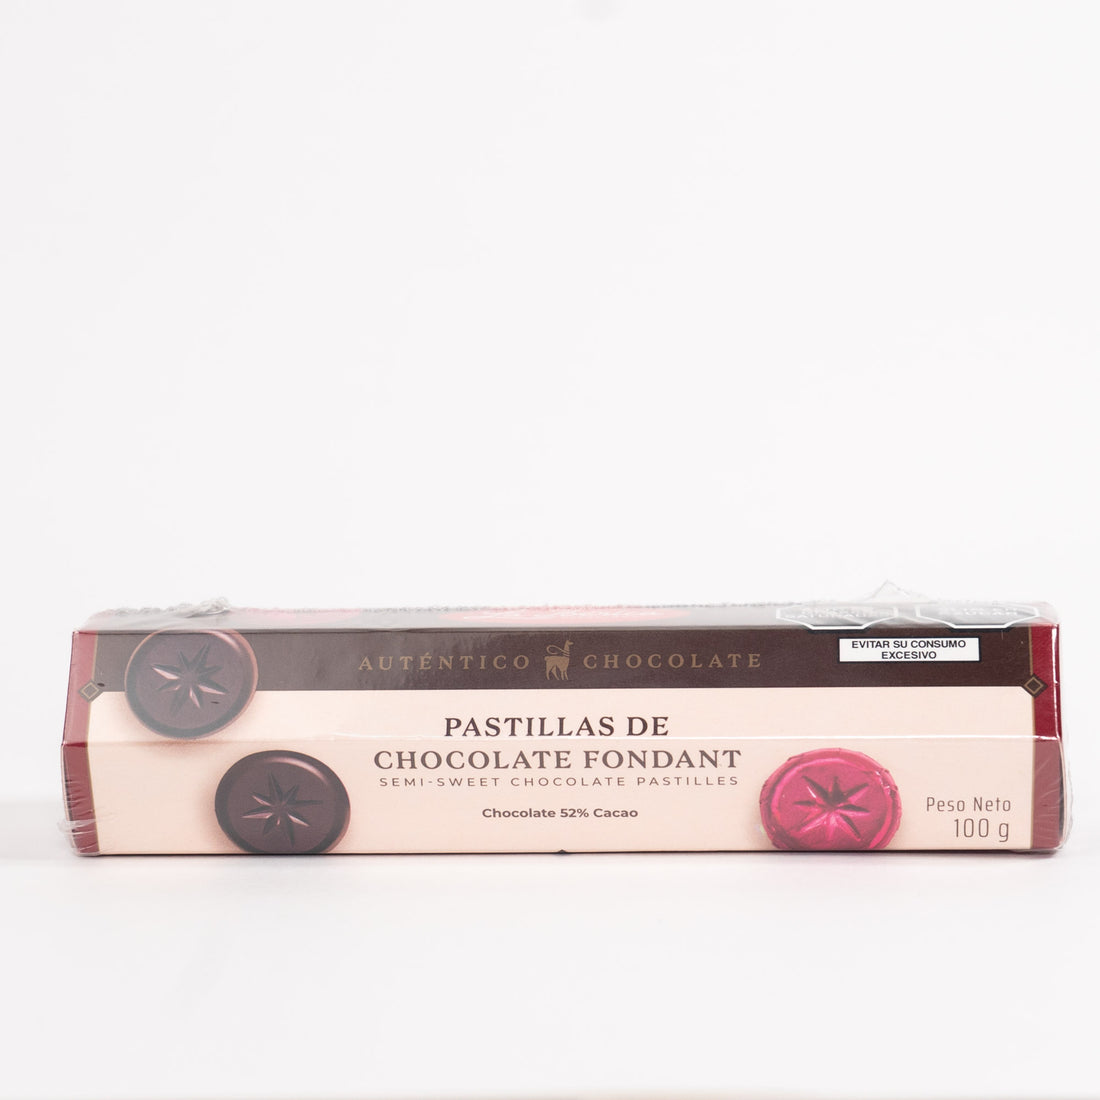 AUTÉNTICO CHOCOLATE
EVITAR SU CONSUMO
EXCESIVO
PASTILLAS DE
CHOCOLATE FONDANT
SEMI-SWEET CHOCOLATE PASTILLES
Chocolate 52% Cacao
Peso Neto
100 g